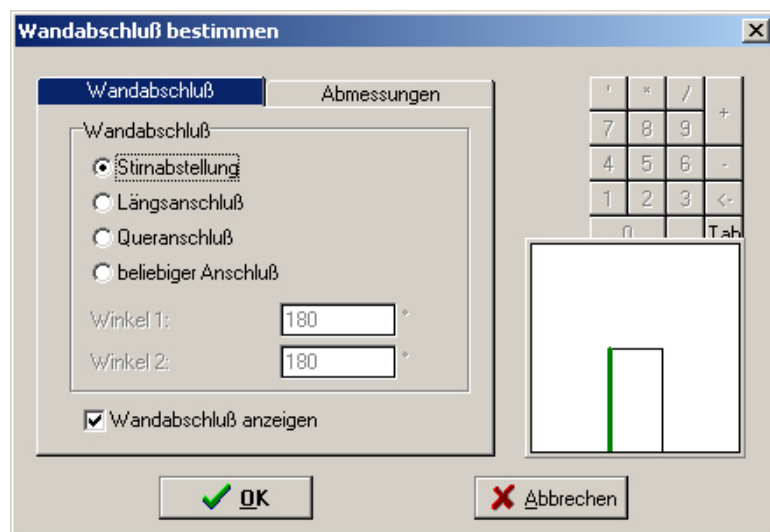 Wandabschluß bestimmen
Wandabschluß Abmessungen
Wandabschluß
Stirnabstellung
Längsanschluß
Queranschluß
beliebiger Anschluß
Winkel 1: 180 °
Winkel 2: 180 °
Wandabschluß anzeigen
' * / +
7 8 9
4 5 6 -
1 2 3 <-
0 Tab
OK Abbrechen